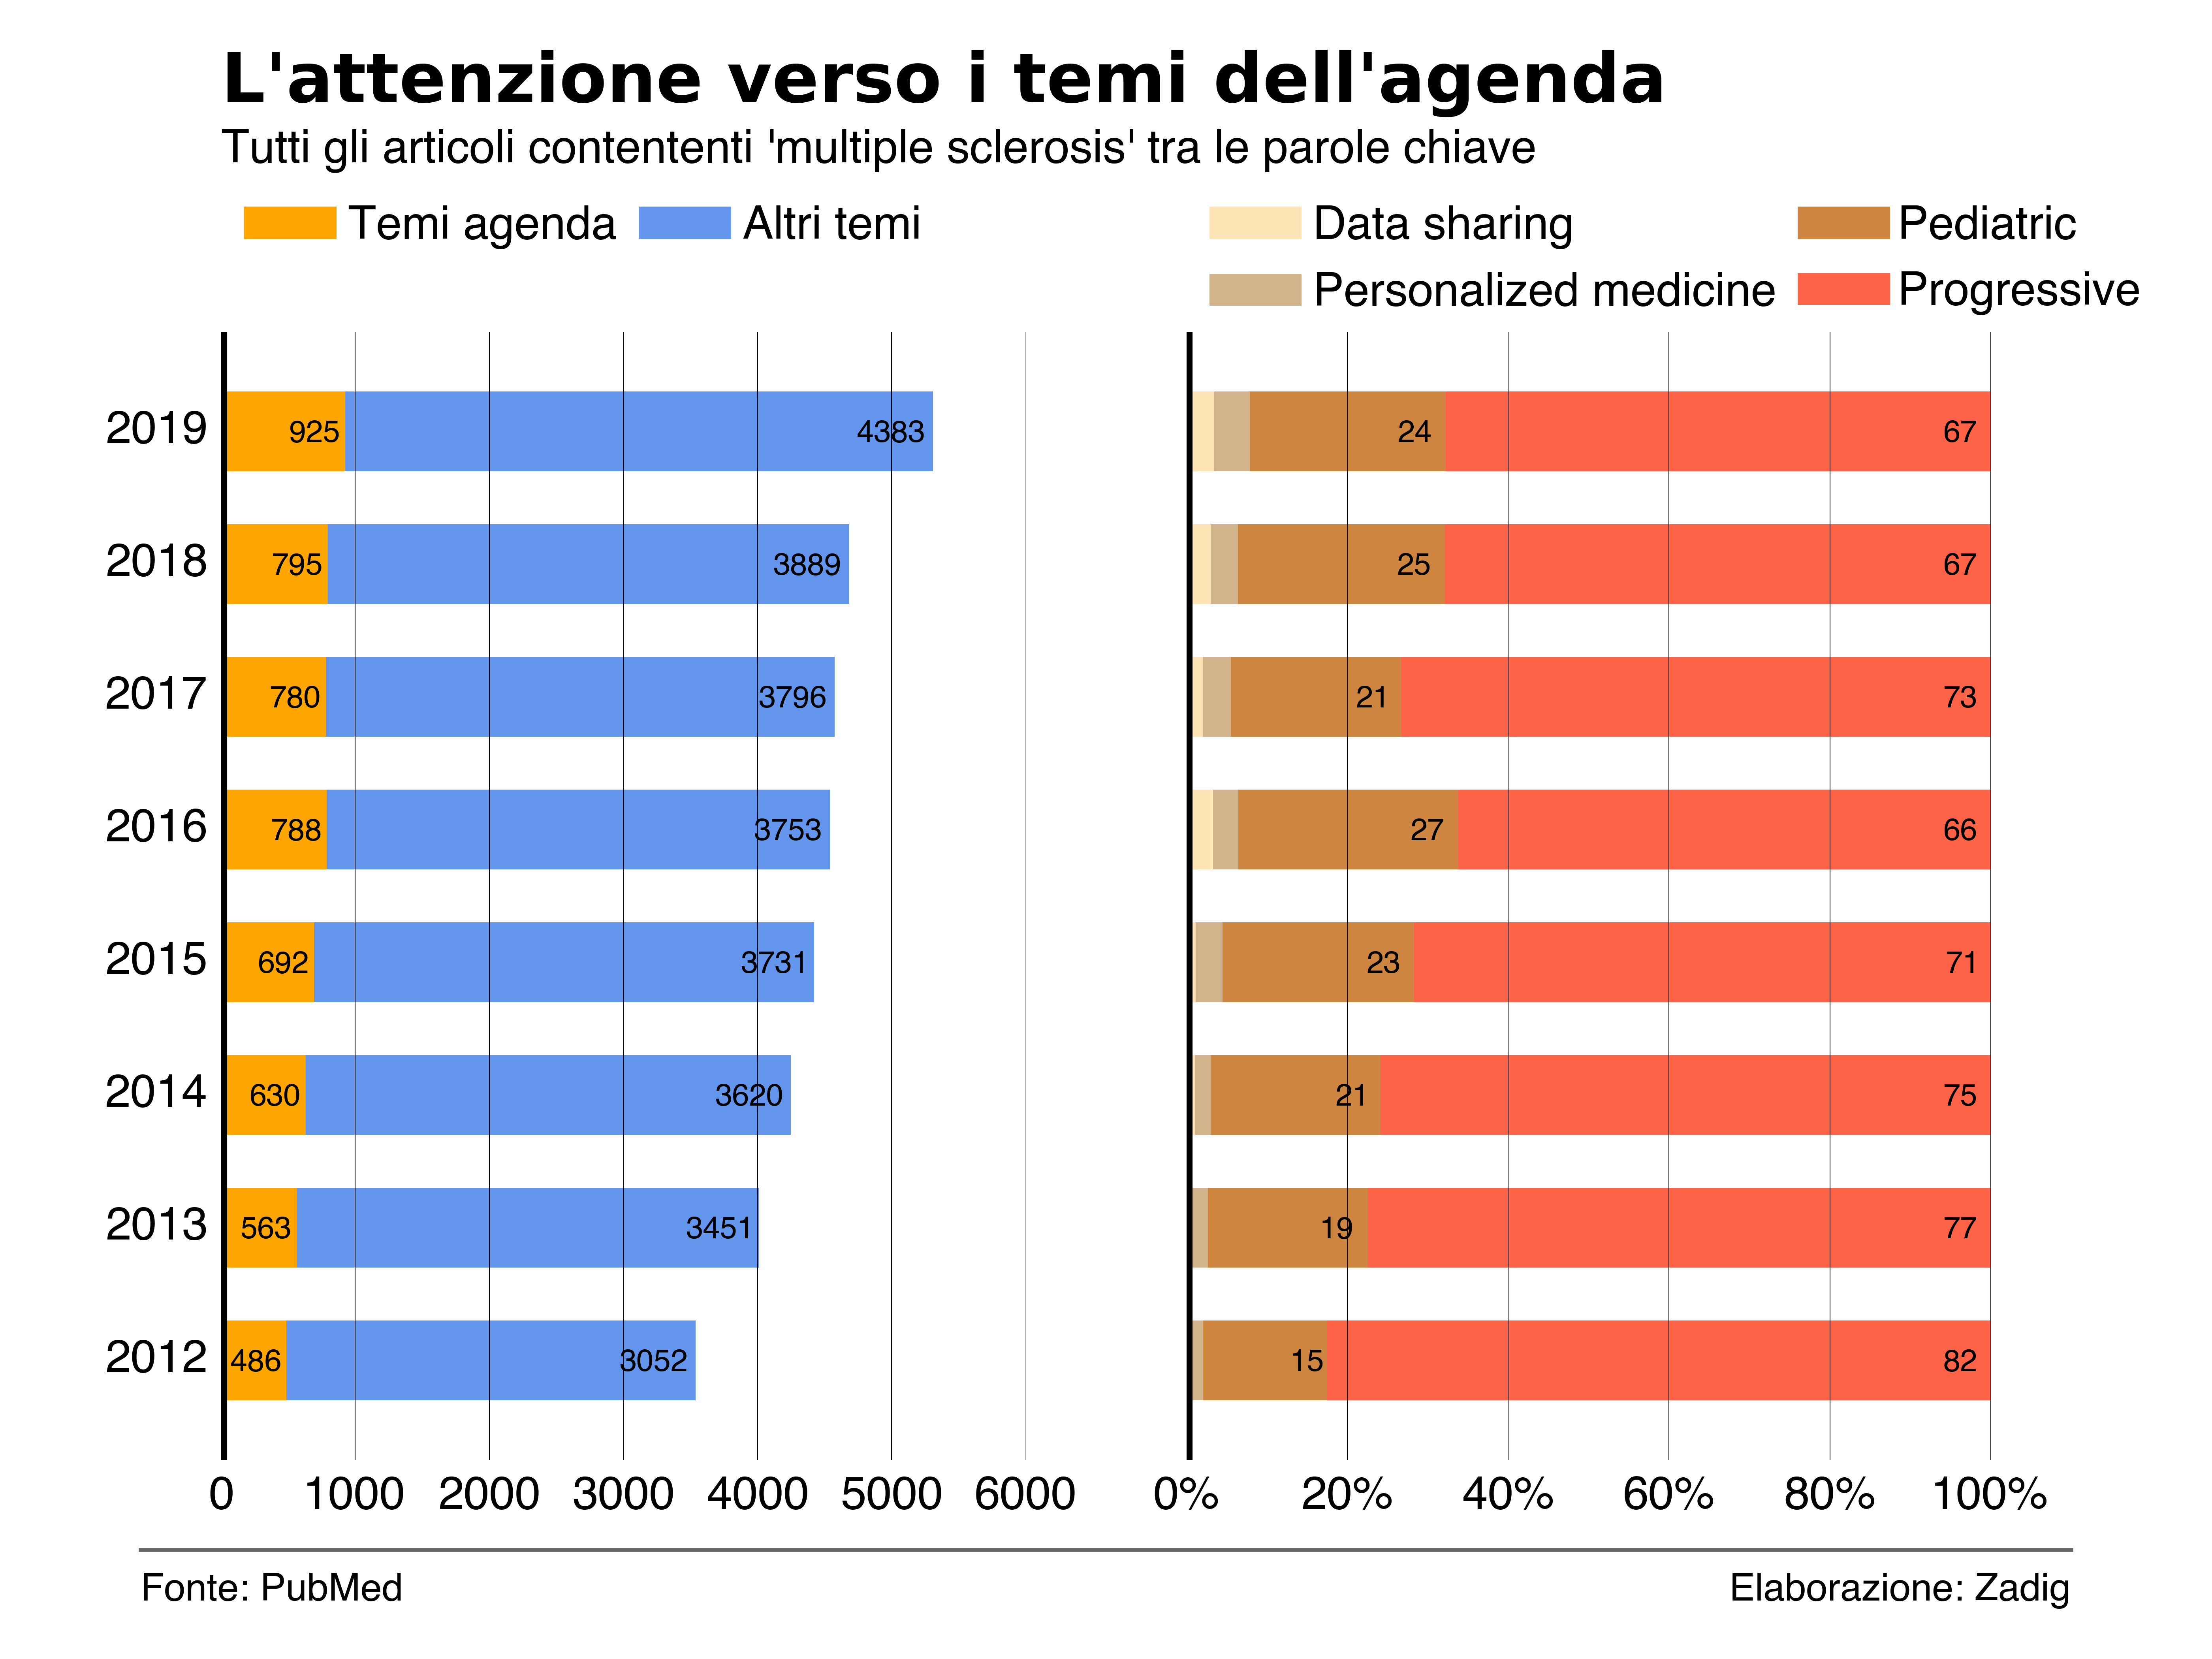 L'attenzione verso i temi dell'agenda
Tutti gli articoli contententi 'multiple sclerosis' tra le parole chiave
Temi agenda Altri temi Data sharing Pediatric
Personalized medicine Progressive
2019 925 4383 24 67
2018 795 3889 25 67
2017 780 3796 21 73
2016 788 3753 27 66
2015 692 3731 23 71
2014 630 3620 21 75
2013 563 3451 19 77
2012 486 3052 15 82
0 1000 2000 3000 4000 5000 6000 0% 20% 40% 60% 80% 100%
Fonte: PubMed Elaborazione: Zadig